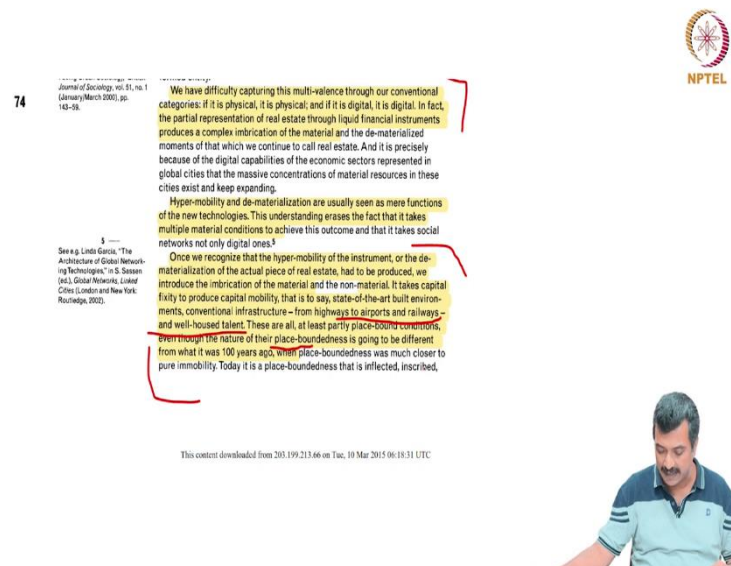 Journal of Sociology, vol. 51, no. 1
(January/March 2000), pp.
143–59.
74
We have difficulty capturing this multi-valence through our conventional
categories: if it is physical, it is physical; and if it is digital, it is digital. In fact,
the partial representation of real estate through liquid financial instruments
produces a complex imbrication of the material and the de-materialized
moments of that which we continue to call real estate. And it is precisely
because of the digital capabilities of the economic sectors represented in
global cities that the massive concentrations of material resources in these
cities exist and keep expanding.
Hyper-mobility and de-materialization are usually seen as mere functions
of the new technologies. This understanding erases the fact that it takes
multiple material conditions to achieve this outcome and that it takes social
networks not only digital ones.5
5 —
See e.g. Linda Garcia, "The
Architecture of Global Network-
ing Technologies," in S. Sassen
(ed.), Global Networks, Linked
Cities (London and New York:
Routledge, 2002).
Once we recognize that the hyper-mobility of the instrument, or the de-
materialization of the actual piece of real estate, had to be produced, we
introduce the imbrication of the material and the non-material. It takes capital
fixity to produce capital mobility, that is to say, state-of-the-art built environ-
ments, conventional infrastructure – from highways to airports and railways –
and well-housed talent. These are all, at least partly place-bound conditions,
even though the nature of their place-boundedness is going to be different
from what it was 100 years ago, when place-boundedness was much closer to
pure immobility. Today it is a place-boundedness that is inflected, inscribed,
This content downloaded from 203.199.213.66 on Tue, 10 Mar 2015 06:18:31 UTC
NPTEL